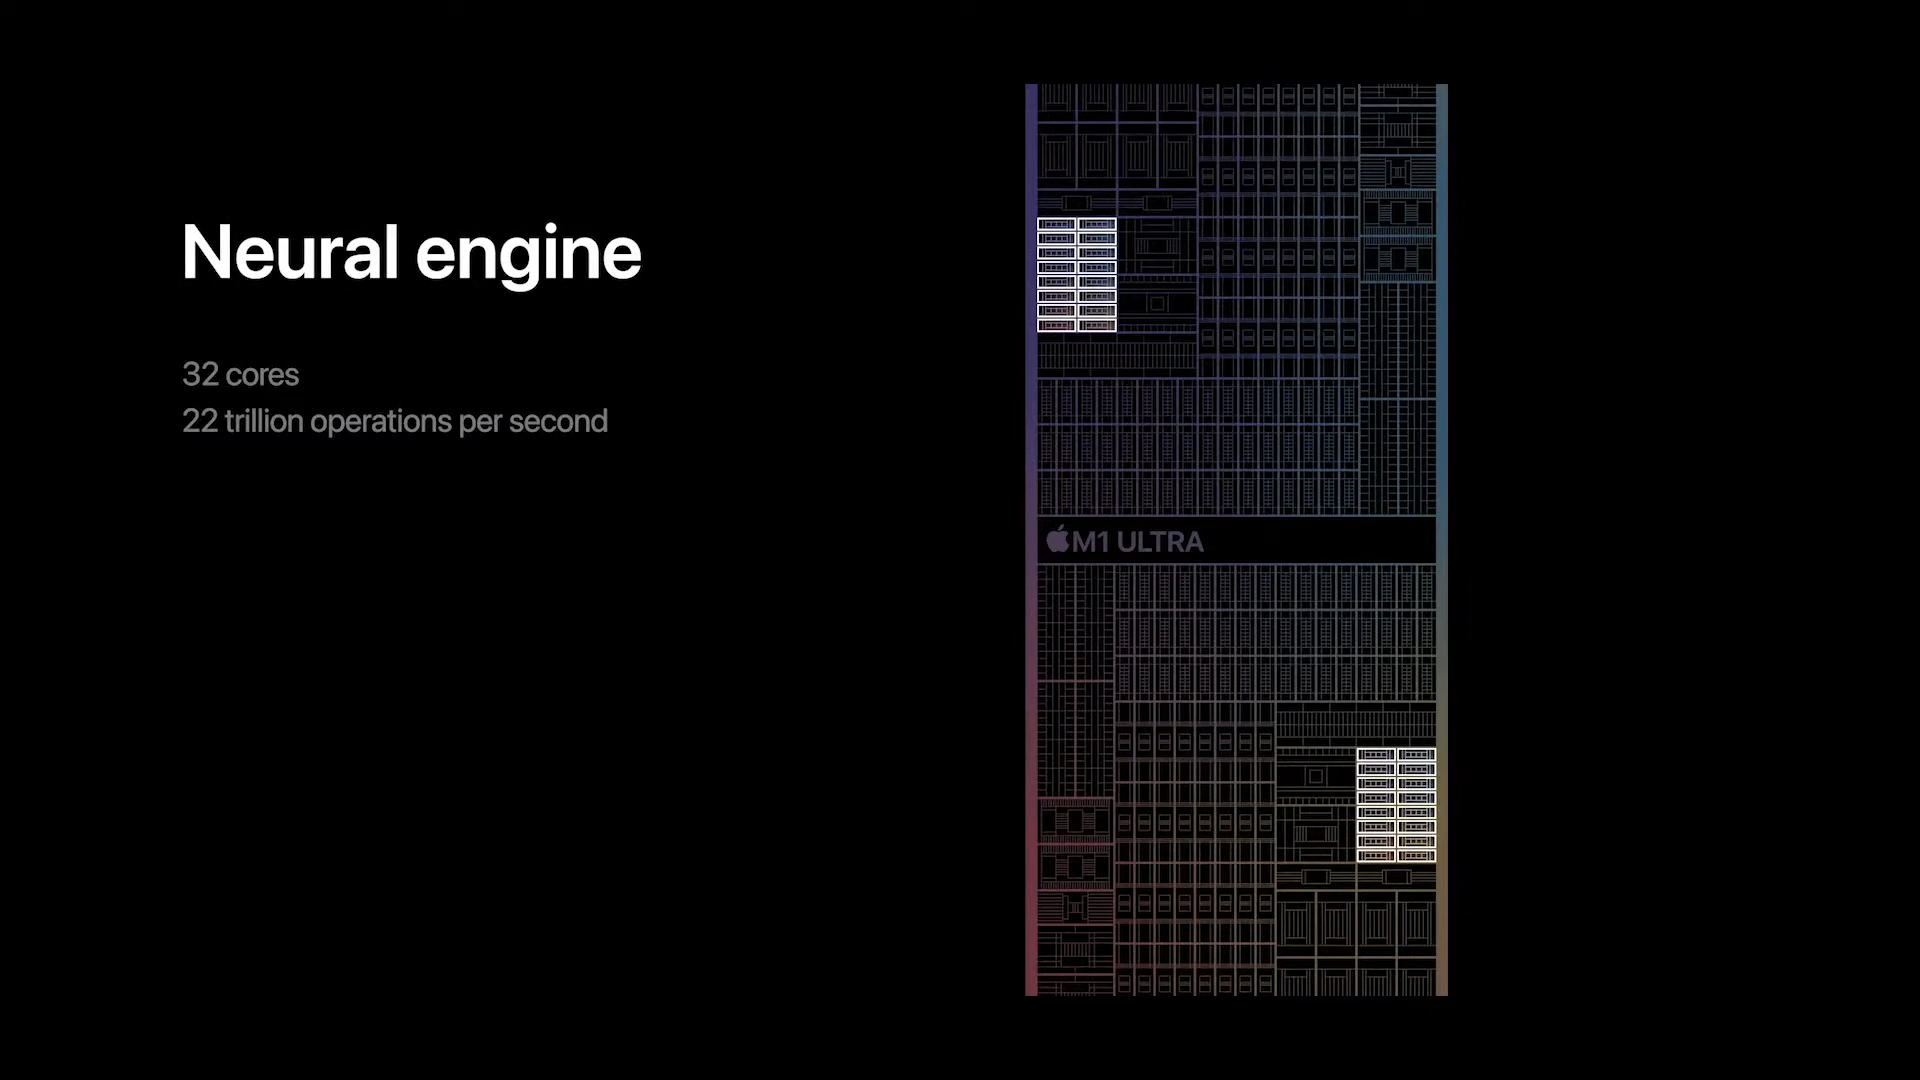 Neural engine
32 cores
22 trillion operations per second
M1 ULTRA